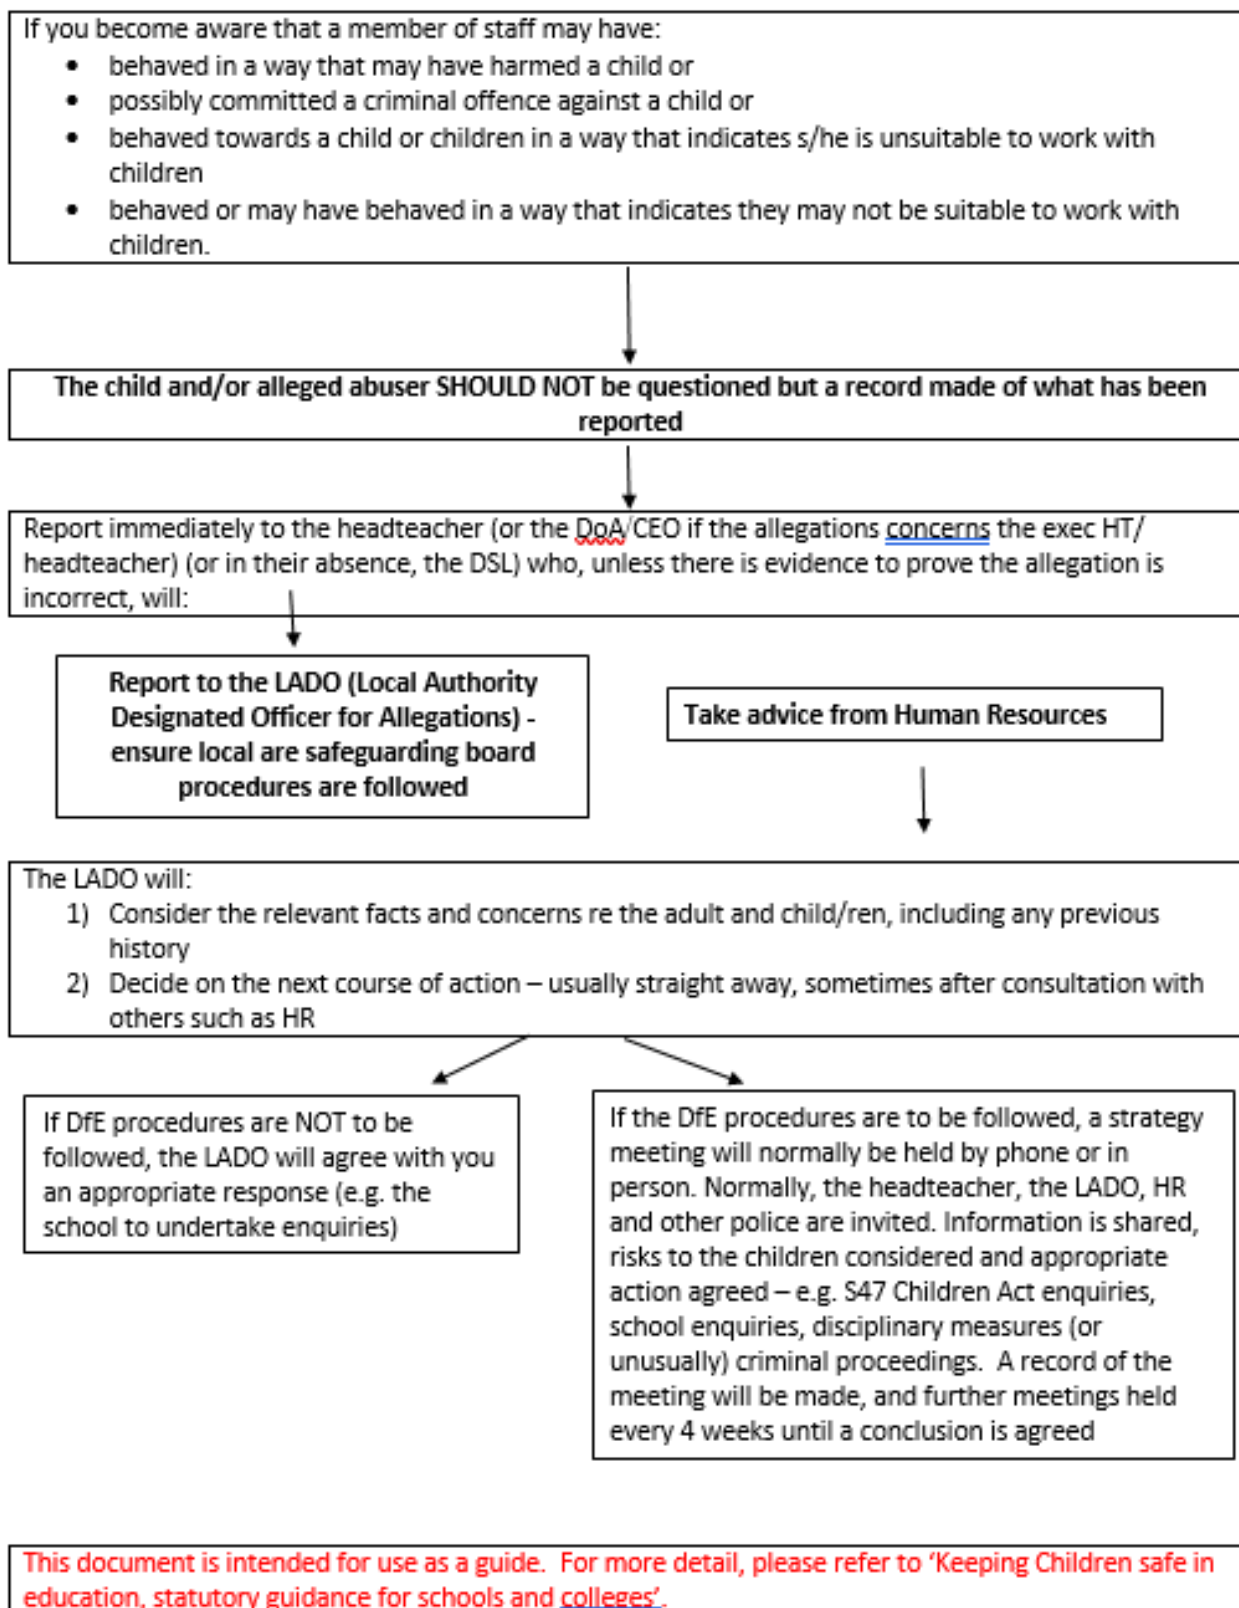 If you become aware that a member of staff may have:
• behaved in a way that may have harmed a child or
• possibly committed a criminal offence against a child or
• behaved towards a child or children in a way that indicates s/he is unsuitable to work with
children
• behaved or may have behaved in a way that indicates they may not be suitable to work with
children.
The child and/or alleged abuser SHOULD NOT be questioned but a record made of what has been
reported
Report immediately to the headteacher (or the DoA/CEO if the allegations concerns the exec HT/
headteacher) (or in their absence, the DSL) who, unless there is evidence to prove the allegation is
incorrect, will:
Report to the LADO (Local Authority
Designated Officer for Allegations) -
ensure local are safeguarding board
procedures are followed
Take advice from Human Resources
The LADO will:
1) Consider the relevant facts and concerns re the adult and child/ren, including any previous
history
2) Decide on the next course of action – usually straight away, sometimes after consultation with
others such as HR
If DfE procedures are NOT to be
followed, the LADO will agree with you
an appropriate response (e.g. the
school to undertake enquiries)
If the DfE procedures are to be followed, a strategy
meeting will normally be held by phone or in
person. Normally, the headteacher, the LADO, HR
and other police are invited. Information is shared,
risks to the children considered and appropriate
action agreed – e.g. S47 Children Act enquiries,
school enquiries, disciplinary measures (or
unusually) criminal proceedings.  A record of the
meeting will be made, and further meetings held
every 4 weeks until a conclusion is agreed
This document is intended for use as a guide.  For more detail, please refer to ‘Keeping Children safe in
education, statutory guidance for schools and colleges’.